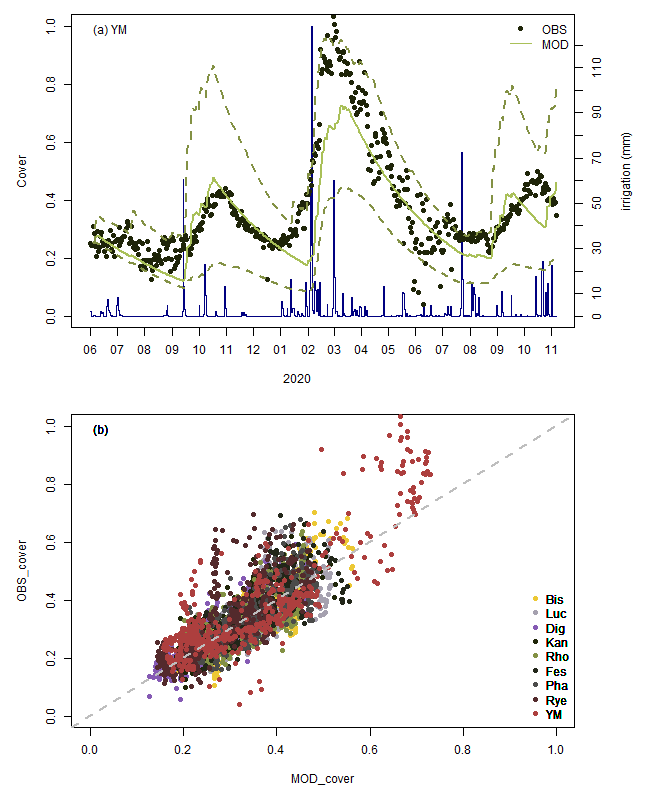 (a) YM
OBS
MOD
Cover
0.0
0.2
0.4
0.6
0.8
1.0
0
10
30
50
70
90
110
irrigation (mm)
06 07 08 09 10 11 12 01 02 03 04 05 06 07 08 09 10 11
2020
(b)
OBS_cover
0.0
0.2
0.4
0.6
0.8
1.0
Bis
Luc
Dig
Kan
Rho
Fes
Pha
Rye
YM
0.0 0.2 0.4 0.6 0.8 1.0
MOD_cover